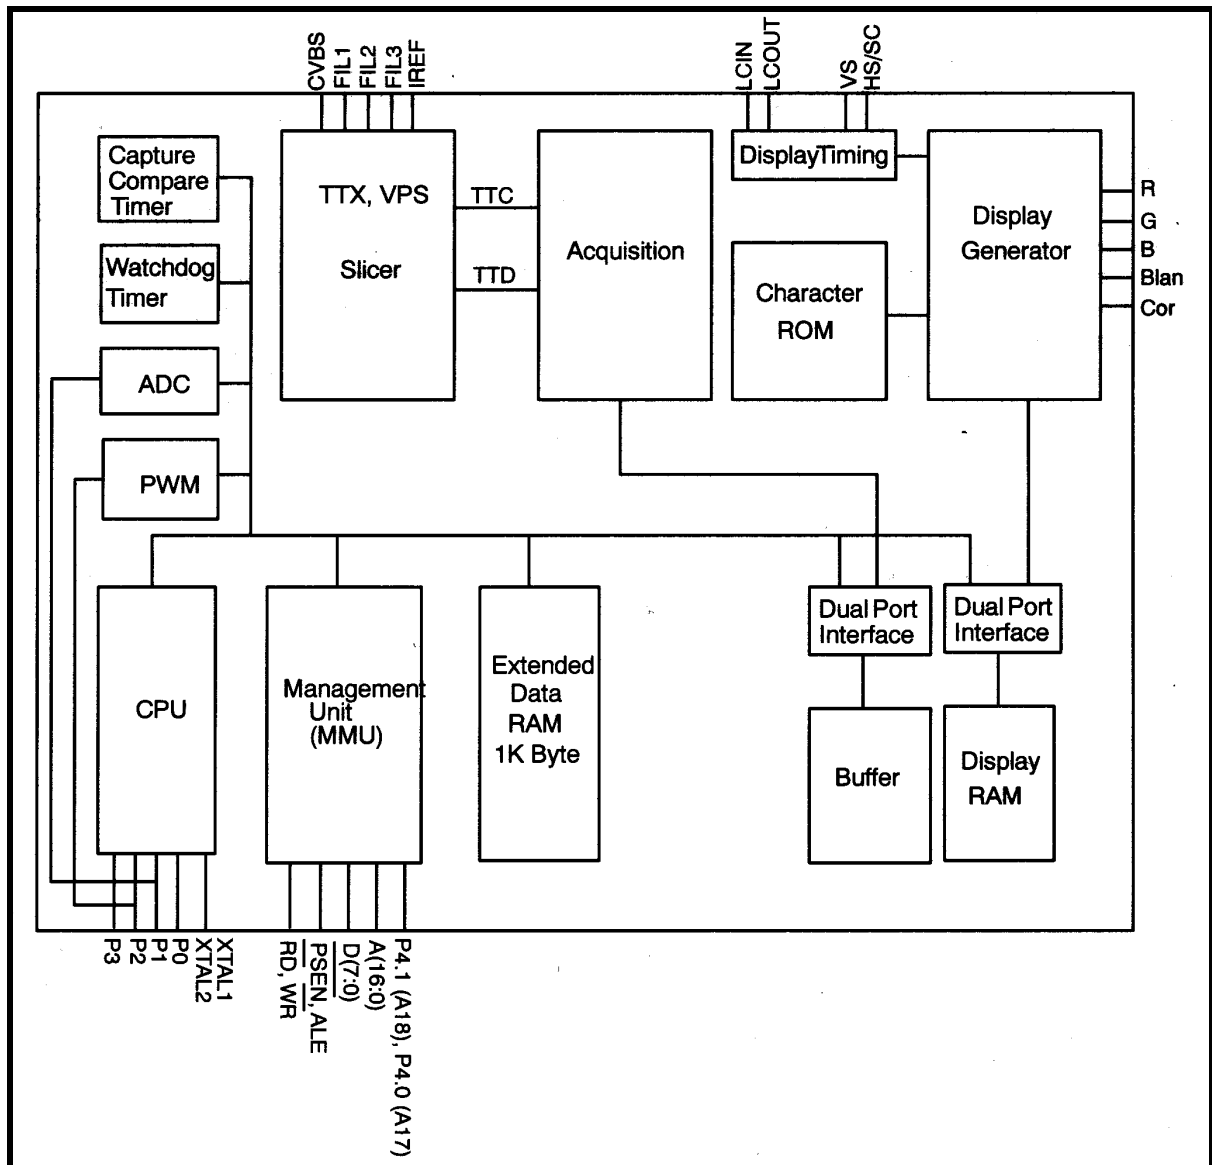 CVBS
FIL1
FIL2
FIL3
IREF
LCIN
LCOUT
VS
HS/SC
Capture
Compare
Timer
Watchdog
Timer
ADC
PWM
TTX, VPS
Slicer
TTC
TTD
Acquisition
DisplayTiming
Character
ROM
Display
Generator
R
G
B
Blan
Cor
CPU
Management
Unit
(MMU)
Extended
Data
RAM
1K Byte
Dual Port
Interface
Dual Port
Interface
Buffer
Display
RAM
P3
P2
P1
P0
XTAL2
XTAL1
RD, WR
PSEN, ALE
D(7:0)
A(16:0)
P4.1 (A18), P4.0 (A17)